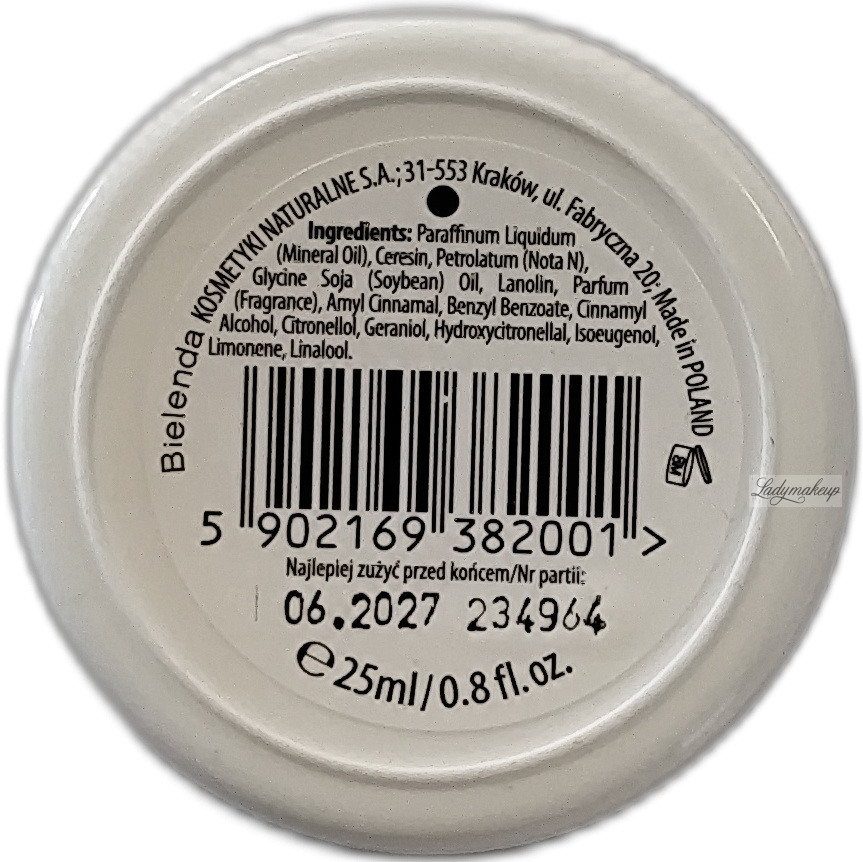 Bielenda KOSMETYKI NATURALNE S.A.; 31-553 Kraków, ul. Fabryczna 20; Made in POLAND
Ingredients: Paraffinum Liquidum
(Mineral Oil), Ceresin, Petrolatum (Nota N),
Glycine Soja (Soybean) Oil, Lanolin, Parfum
(Fragrance), Amyl Cinnamal, Benzyl Benzoate, Cinnamyl
Alcohol, Citronellol, Geraniol, Hydroxycitronellal, Isoeugenol,
Limonene, Linalool.
8M
Ladymakeup
5 902169 382001 >
Najlepiej zużyć przed końcem/Nr partii:
06.2027 234964
℮25ml/0.8 fl.oz.